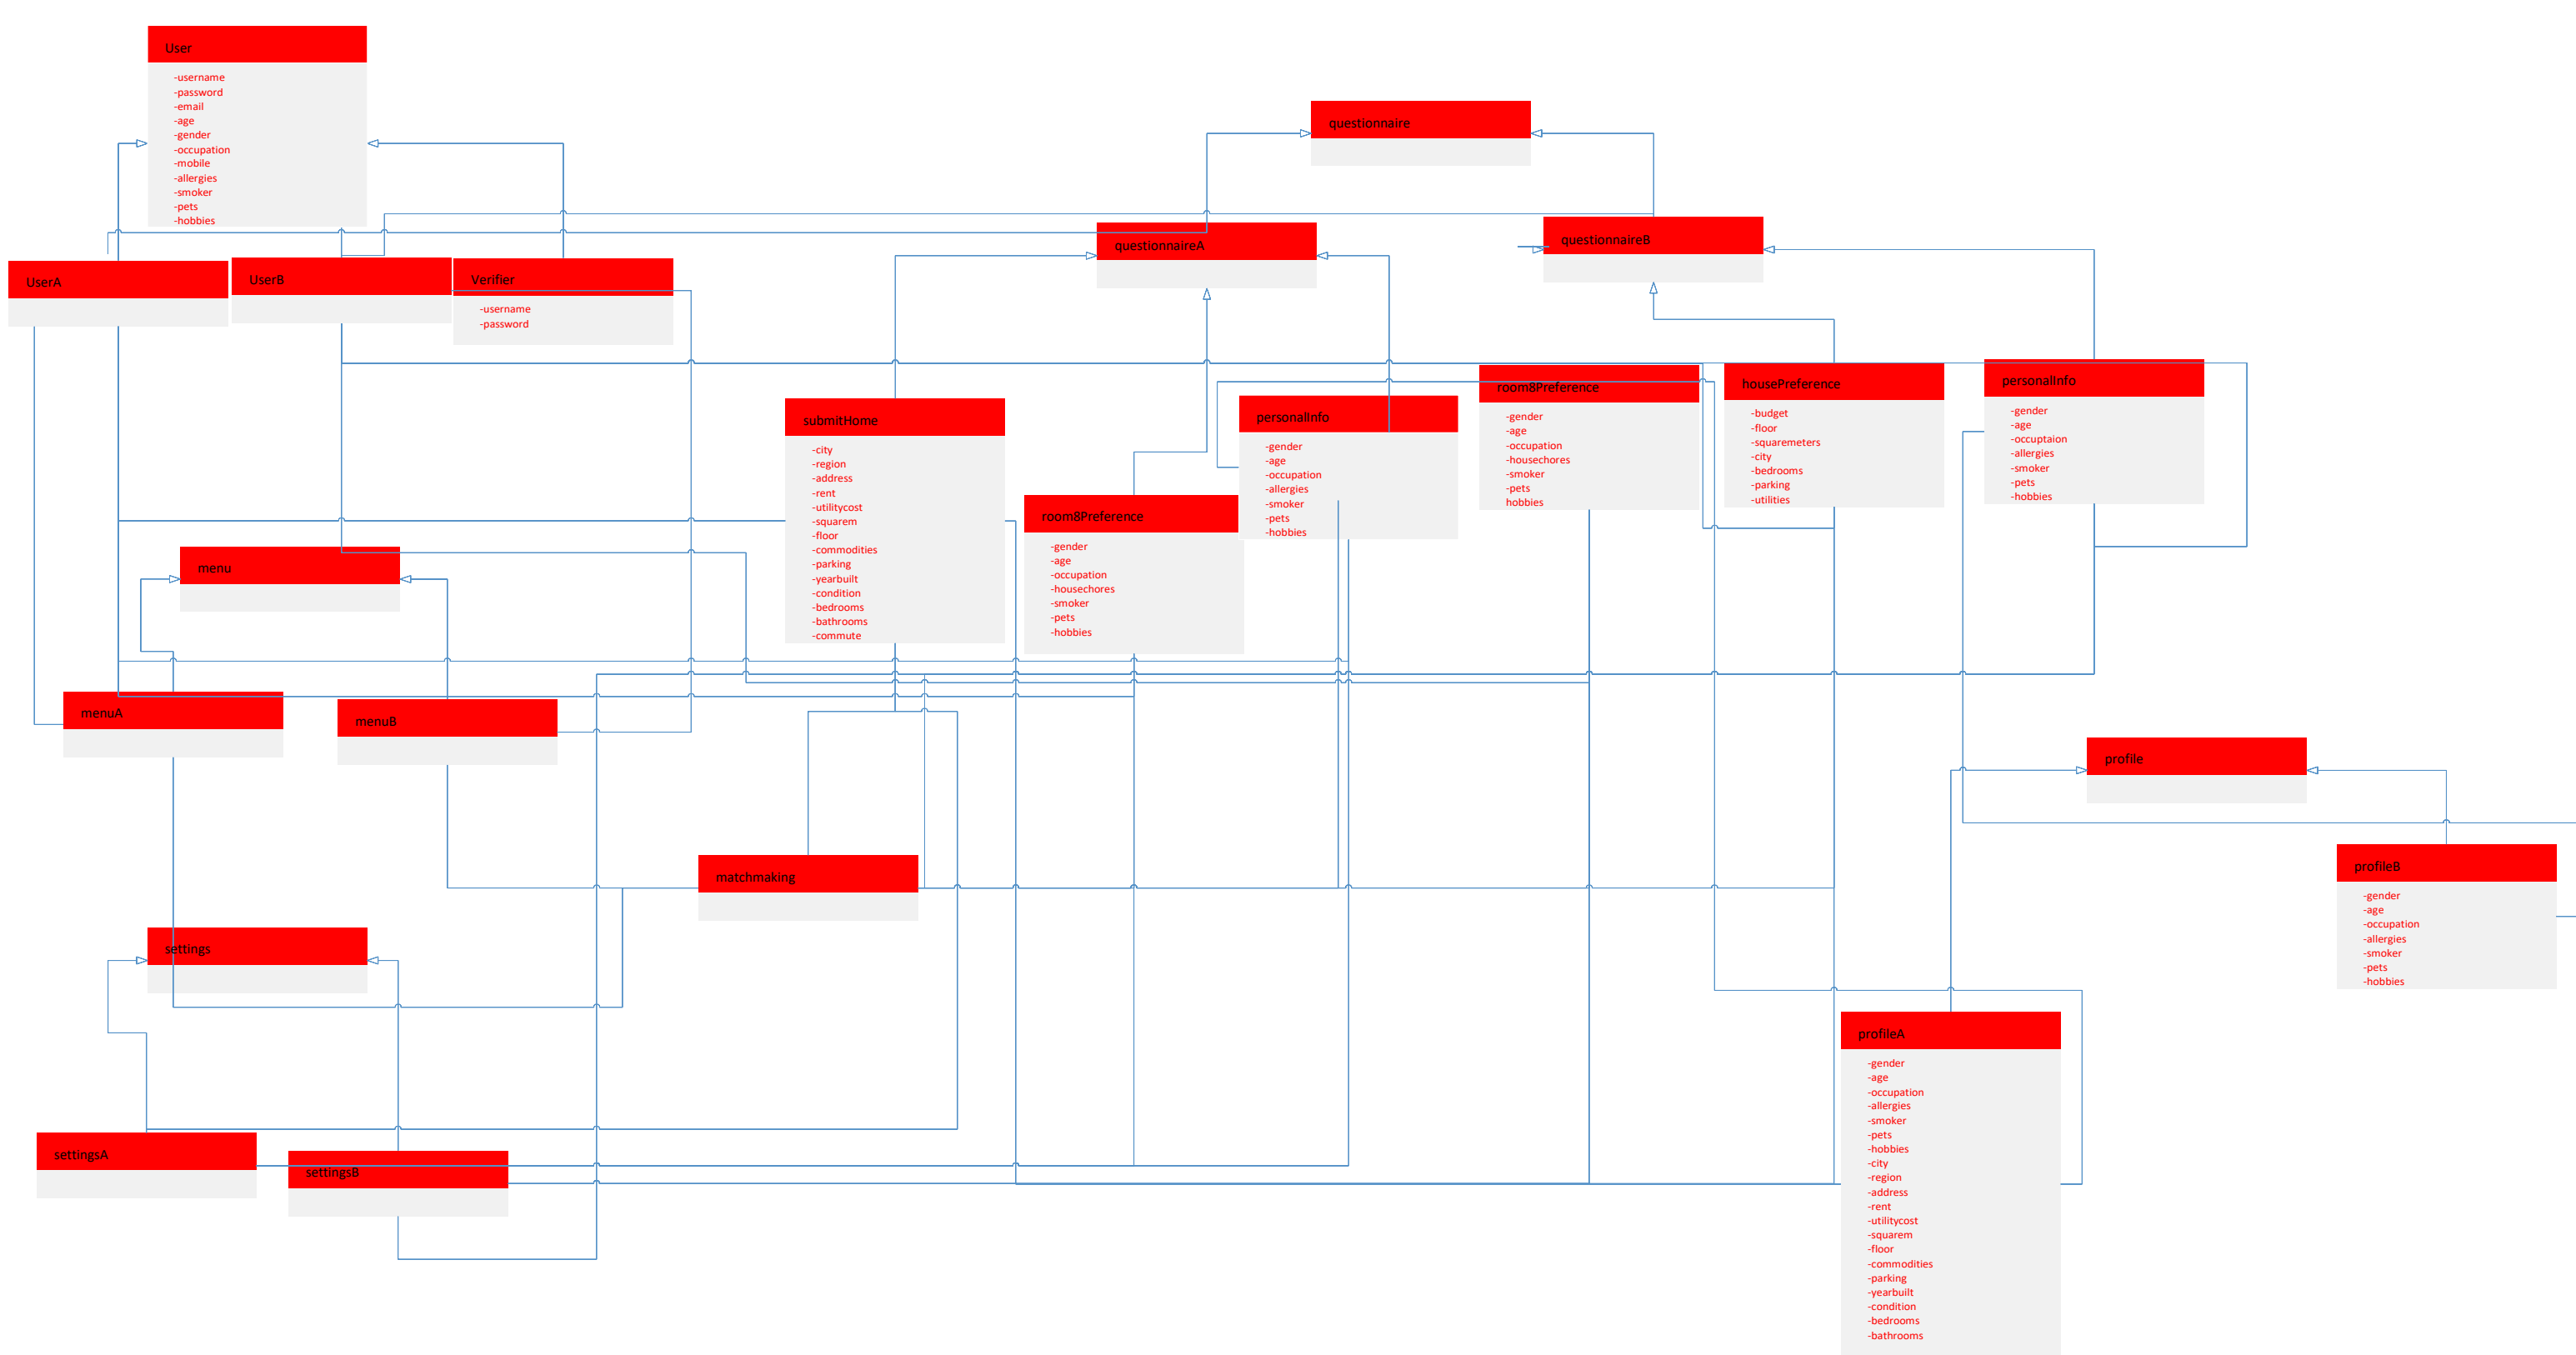 User
-username
-password
-email
-age
-gender
-occupation
-mobile
-allergies
-smoker
-pets
-hobbies
questionnaire
questionnaireA
questionnaireB
UserA
UserB
Verifier
-username
-password
submitHome
-city
-region
-address
-rent
-utilitycost
-squarem
-floor
-commodities
-parking
-yearbuilt
-condition
-bedrooms
-bathrooms
-commute
room8Preference
-gender
-age
-occupation
-housechores
-smoker
-pets
-hobbies
personalInfo
-gender
-age
-occupation
-allergies
-smoker
-pets
-hobbies
room8Preference
-gender
-age
-occupation
-housechores
-smoker
-pets
hobbies
housePreference
-budget
-floor
-squaremeters
-city
-bedrooms
-parking
-utilities
personalInfo
-gender
-age
-occuptaion
-allergies
-smoker
-pets
-hobbies
menu
menuA
menuB
matchmaking
profile
profileB
-gender
-age
-occupation
-allergies
-smoker
-pets
-hobbies
settings
settingsA
settingsB
profileA
-gender
-age
-occupation
-allergies
-smoker
-pets
-hobbies
-city
-region
-address
-rent
-utilitycost
-squarem
-floor
-commodities
-parking
-yearbuilt
-condition
-bedrooms
-bathrooms